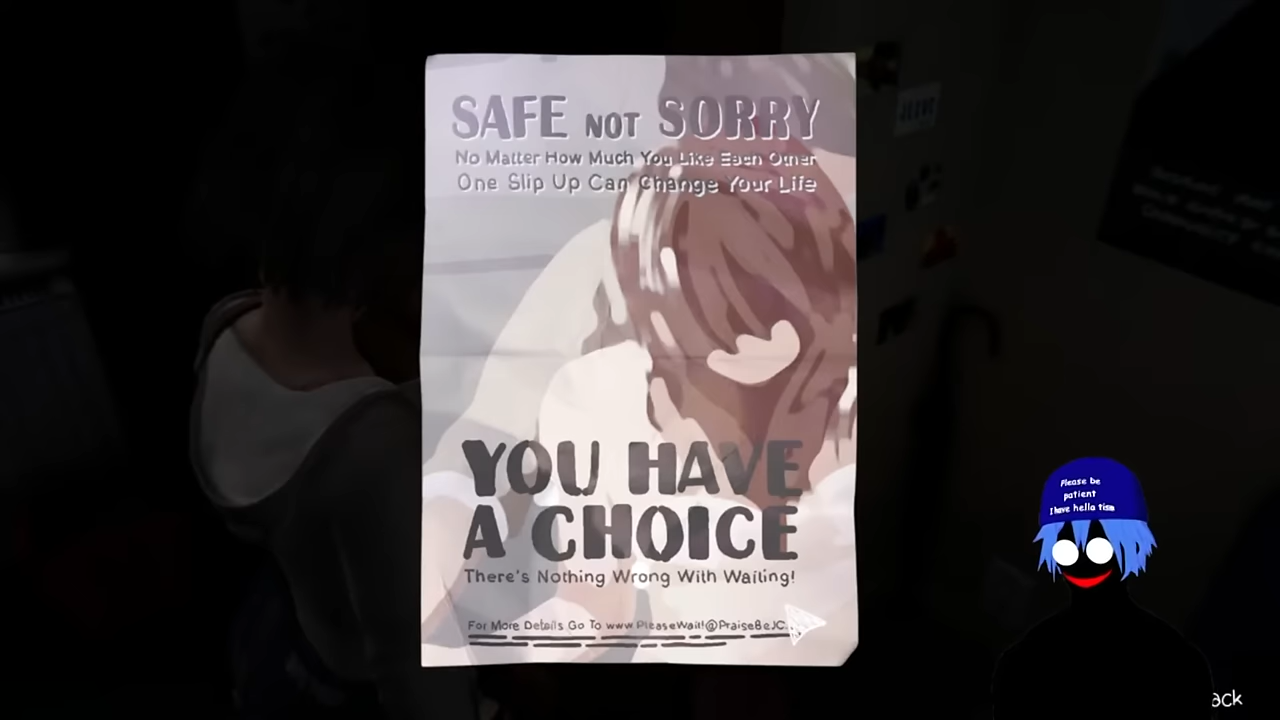 SAFE NOT SORRY
No Matter How Much You Like Each Other
One Slip Up Can Change Your Life
YOU HAVE
A CHOICE
There's Nothing Wrong With Waiting!
For More Details Go To www.PleaseWait!@PraiseBeJC...
Please be
patient
I have hella tism
ack